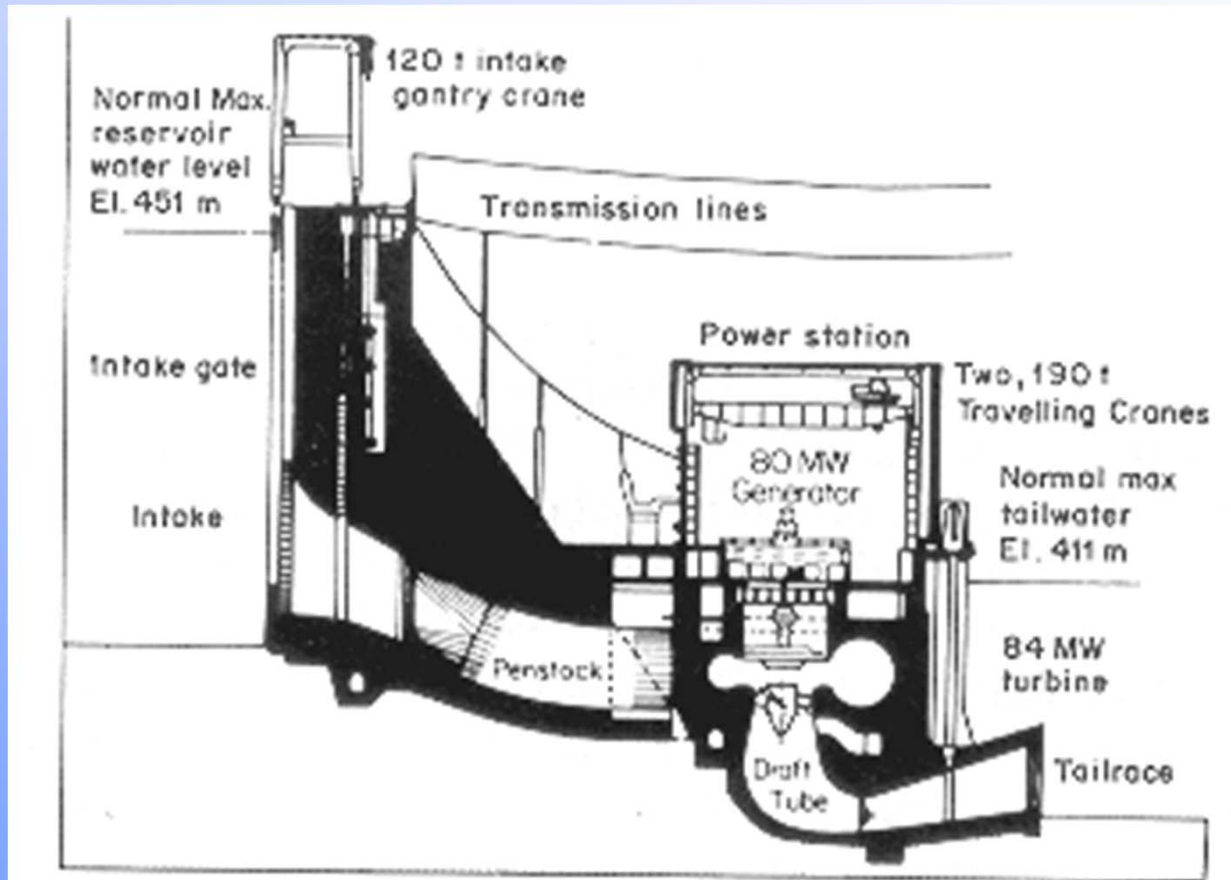 120 t intake
gantry crane
Normal Max.
reservoir
water level
El. 451 m
Transmission lines
Intake gate
Power station
Two, 190 t
Travelling Cranes
80 MW
Generator
Normal max
tailwater
El. 411 m
Intake
Penstock
84 MW
turbine
Draft
Tube
Tailrace